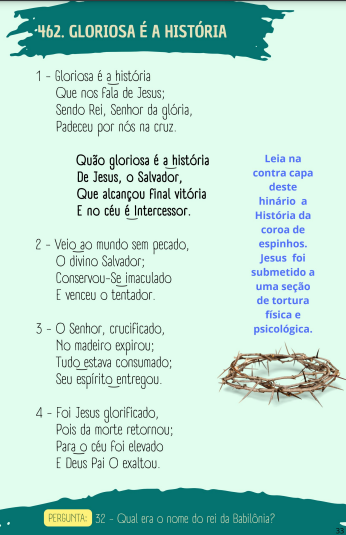 462. GLORIOSA É A HISTÓRIA
1 - Gloriosa é a história
Que nos fala de Jesus;
Sendo Rei, Senhor da glória,
Padeceu por nós na cruz.
Quão gloriosa é a história
De Jesus, o Salvador,
Que alcançou final vitória
E no céu é Intercessor.
2 - Veio ao mundo sem pecado,
O divino Salvador;
Conservou-Se imaculado
E venceu o tentador.
3 - O Senhor, crucificado,
No madeiro expirou;
Tudo estava consumado;
Seu espírito entregou.
4 - Foi Jesus glorificado,
Pois da morte retornou;
Para o céu foi elevado
E Deus Pai O exaltou.
Leia na
contra capa
deste
hinário a
História da
coroa de
espinhos.
Jesus foi
submetido a
uma seção
de tortura
física e
psicológica.
PERGUNTA: 32 - Qual era o nome do rei da Babilônia?
33